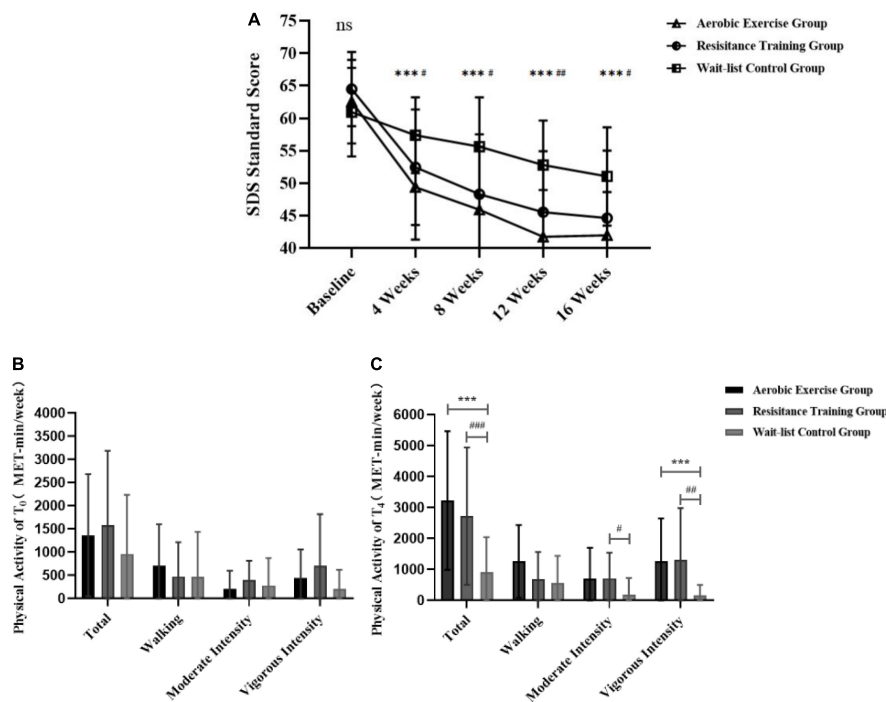 A
ns
*** #
*** #
*** ##
*** #
75
70
65
60
55
50
45
40
SDS Standard Score
Baseline
4 Weeks
8 Weeks
12 Weeks
16 Weeks
Aerobic Exercise Group
Resisitance Training Group
Wait-list Control Group
B
Physical Activity of T0( MET-min/week)
4000
3500
3000
2500
2000
1500
1000
500
0
Total
Walking
Moderate Intensity
Vigorous Intensity
C
Physical Activity of T4( MET-min/week)
6000
5000
4000
3000
2000
1000
0
***
###
#
***
##
Total
Walking
Moderate Intensity
Vigorous Intensity
Aerobic Exercise Group
Resisitance Training Group
Wait-list Control Group